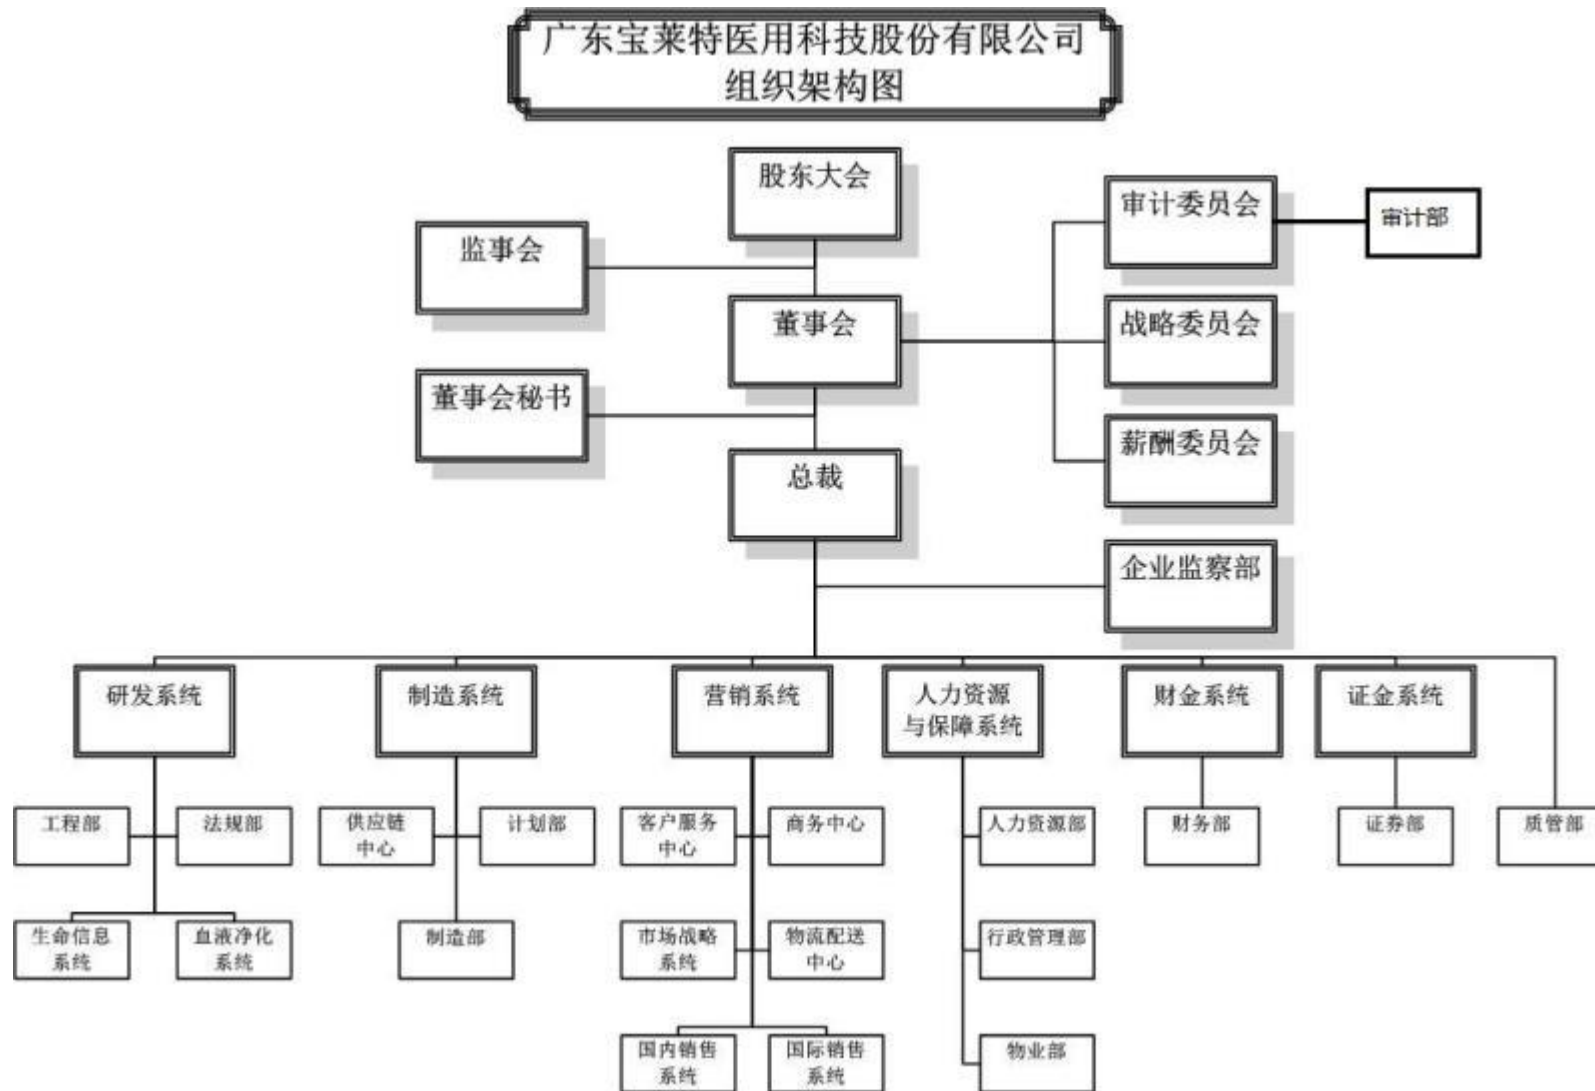 广东宝莱特医用科技股份有限公司
组织架构图
股东大会
审计委员会
审计部
监事会
董事会
战略委员会
董事会秘书
薪酬委员会
总裁
企业监察部
研发系统
制造系统
营销系统
人力资源
与保障系统
财金系统
证金系统
工程部
法规部
供应链
中心
计划部
客户服务
中心
商务中心
人力资源部
财务部
证券部
质管部
生命信息
系统
血液净化
系统
制造部
市场战略
系统
物流配送
中心
行政管理部
国内销售
系统
国际销售
系统
物业部